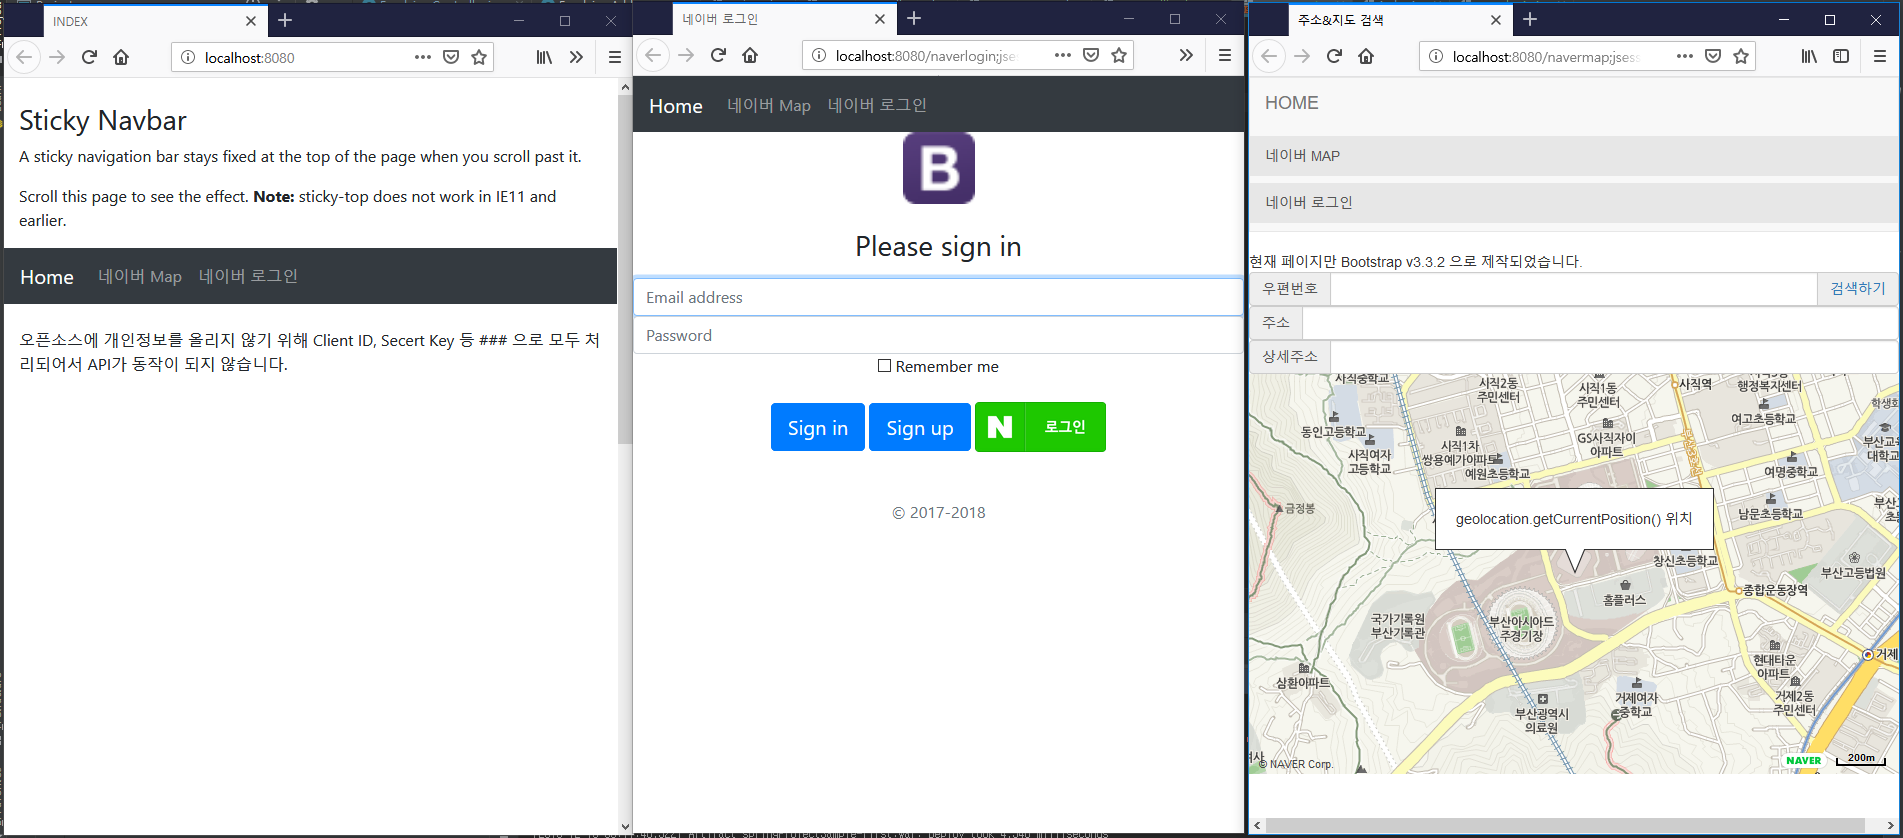 INDEX
localhost:8080
Sticky Navbar
A sticky navigation bar stays fixed at the top of the page when you scroll past it.
Scroll this page to see the effect. Note: sticky-top does not work in IE11 and
earlier.
Home 네이버 Map 네이버 로그인
오픈소스에 개인정보를 올리지 않기 위해 Client ID, Secert Key 등 ### 으로 모두 처
리되어서 API가 동작이 되지 않습니다.
네이버 로그인
localhost:8080/naverlogin;jses
Home 네이버 Map 네이버 로그인
B
Please sign in
Email address
Password
Remember me
Sign in Sign up N 로그인
© 2017-2018
주소&지도 검색
localhost:8080/navermap;jsess
HOME
네이버 MAP
네이버 로그인
현재 페이지만 Bootstrap v3.3.2 으로 제작되었습니다.
우편번호 검색하기
주소
상세주소
사직중학교
사직2동
주민센터
사직1동
주민센터
사직역
행정복지센터
여고초등학교
학생회
동인고등학교
사직여자
고등학교
사직1차
쌍용예가아파트
예원초등학교
GS사직자이
아파트
부산교육
대학교
여명중학교
금정봉
남문초등학교
geolocation.getCurrentPosition() 위치
창신초등학교
부산고등법원
홈플러스
종합운동장역
국가기록원
부산기록관
부산아시아드
주경기장
현대타운
아파트
거제
삼환아파트
거제여자
중학교
거제2동
주민센터
부산광역시
의료원
© NAVER Corp.
NAVER
200m